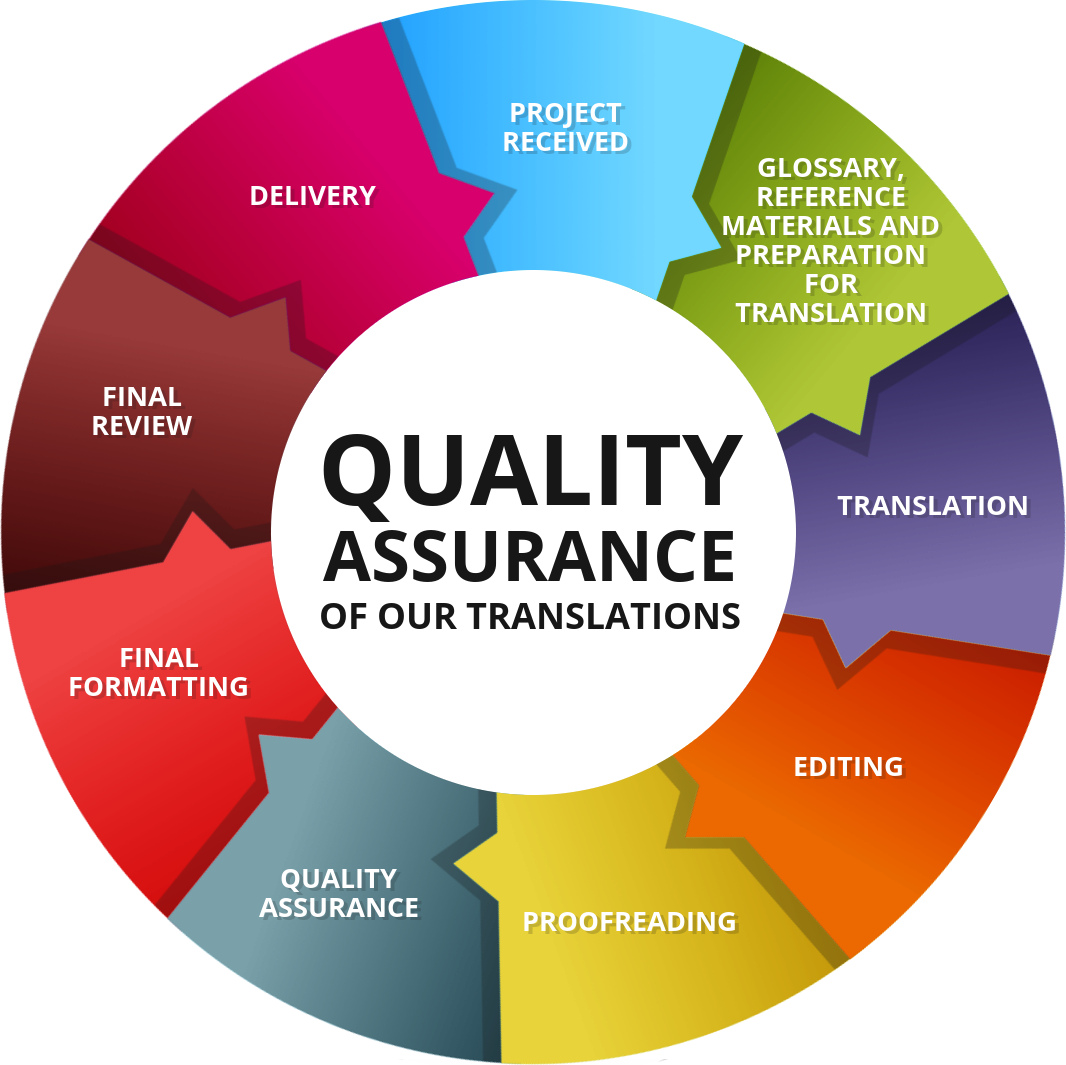 PROJECT
RECEIVED
GLOSSARY,
REFERENCE
MATERIALS AND
PREPARATION
FOR
TRANSLATION
TRANSLATION
EDITING
PROOFREADING
QUALITY
ASSURANCE
FINAL
FORMATTING
FINAL
REVIEW
DELIVERY
QUALITY
ASSURANCE
OF OUR TRANSLATIONS